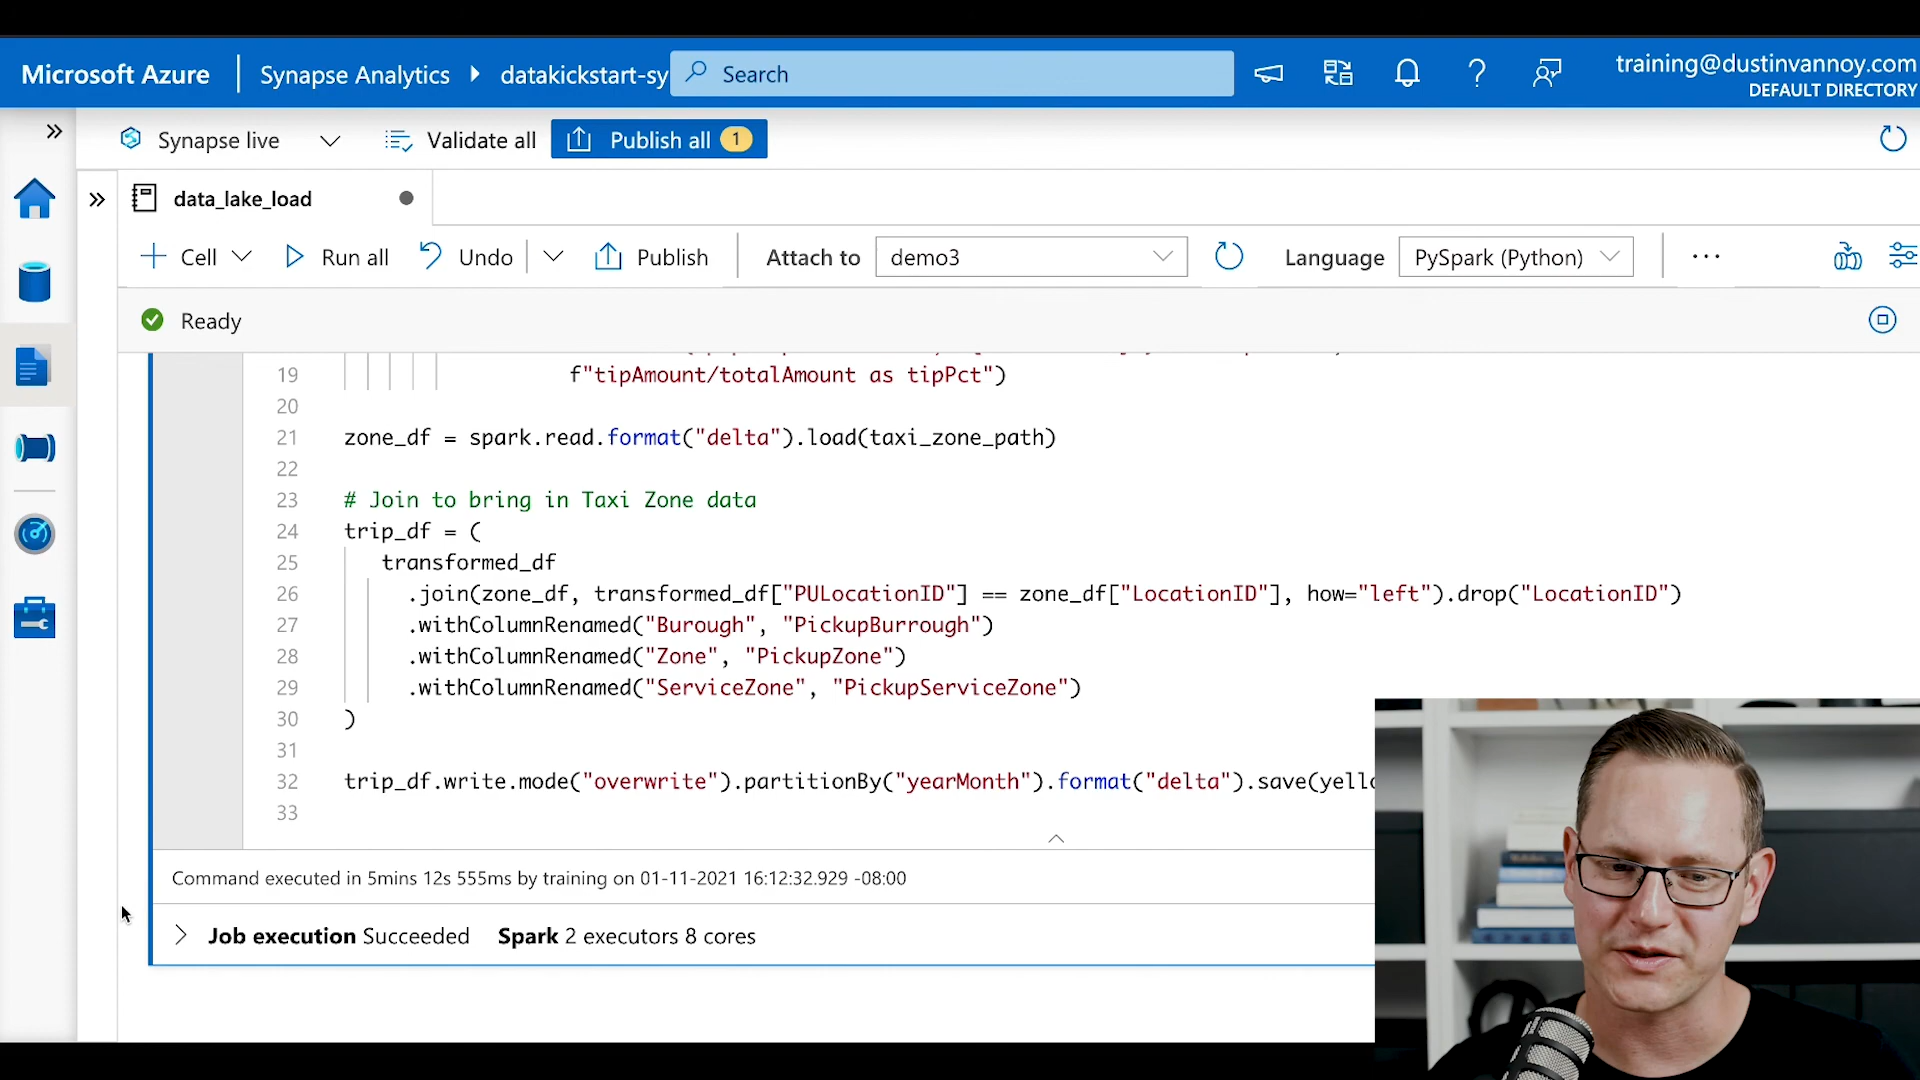 Microsoft Azure Synapse Analytics datakickstart-sy Search training@dustinvannoy.com
DEFAULT DIRECTORY
Synapse live Validate all Publish all 1
data_lake_load
Cell Run all Undo Publish Attach to demo3 Language PySpark (Python) ...
Ready
19 f"tipAmount/totalAmount as tipPct")
20
21 zone_df = spark.read.format("delta").load(taxi_zone_path)
22
23 # Join to bring in Taxi Zone data
24 trip_df = (
25 transformed_df
26 .join(zone_df, transformed_df["PULocationID"] == zone_df["LocationID"], how="left").drop("LocationID")
27 .withColumnRenamed("Burough", "PickupBurrough")
28 .withColumnRenamed("Zone", "PickupZone")
29 .withColumnRenamed("ServiceZone", "PickupServiceZone")
30 )
31
32 trip_df.write.mode("overwrite").partitionBy("yearMonth").format("delta").save(yello
33
Command executed in 5mins 12s 555ms by training on 01-11-2021 16:12:32.929 -08:00
Job execution Succeeded Spark 2 executors 8 cores